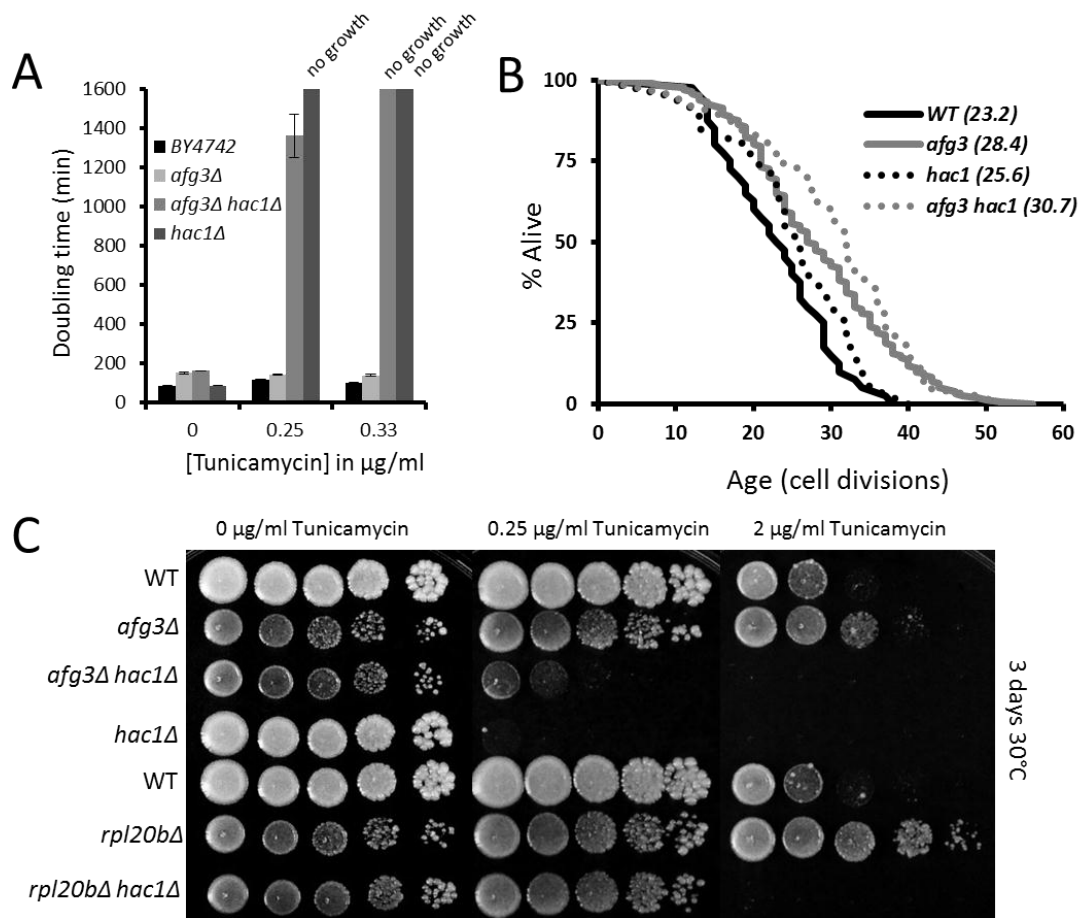 A
no growth
no growth
no growth
Doubling time (min)
1600
1400
1200
1000
800
600
400
200
0
BY4742
afg3Δ
afg3Δ hac1Δ
hac1Δ
0
0.25
0.33
[Tunicamycin] in µg/ml
B
% Alive
100
75
50
25
0
WT (23.2)
afg3 (28.4)
hac1 (25.6)
afg3 hac1 (30.7)
0
10
20
30
40
50
60
Age (cell divisions)
C
0 µg/ml Tunicamycin
0.25 µg/ml Tunicamycin
2 µg/ml Tunicamycin
WT
afg3Δ
afg3Δ hac1Δ
hac1Δ
WT
rpl20bΔ
rpl20bΔ hac1Δ
3 days 30°C